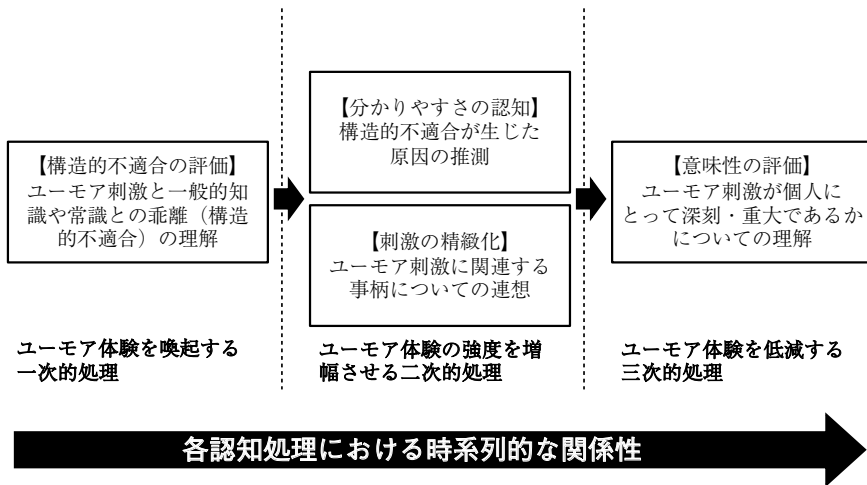 【構造的不適合の評価】
ユーモア刺激と一般的知
識や常識との乖離（構造
的不適合）の理解
【分かりやすさの認知】
構造的不適合が生じた
原因の推測
【刺激の精緻化】
ユーモア刺激に関連する
事柄についての連想
【意味性の評価】
ユーモア刺激が個人に
とって深刻・重大であるか
についての理解
ユーモア体験を喚起する
一次的処理
ユーモア体験の強度を増
幅させる二次的処理
ユーモア体験を低減する
三次的処理
各認知処理における時系列的な関係性